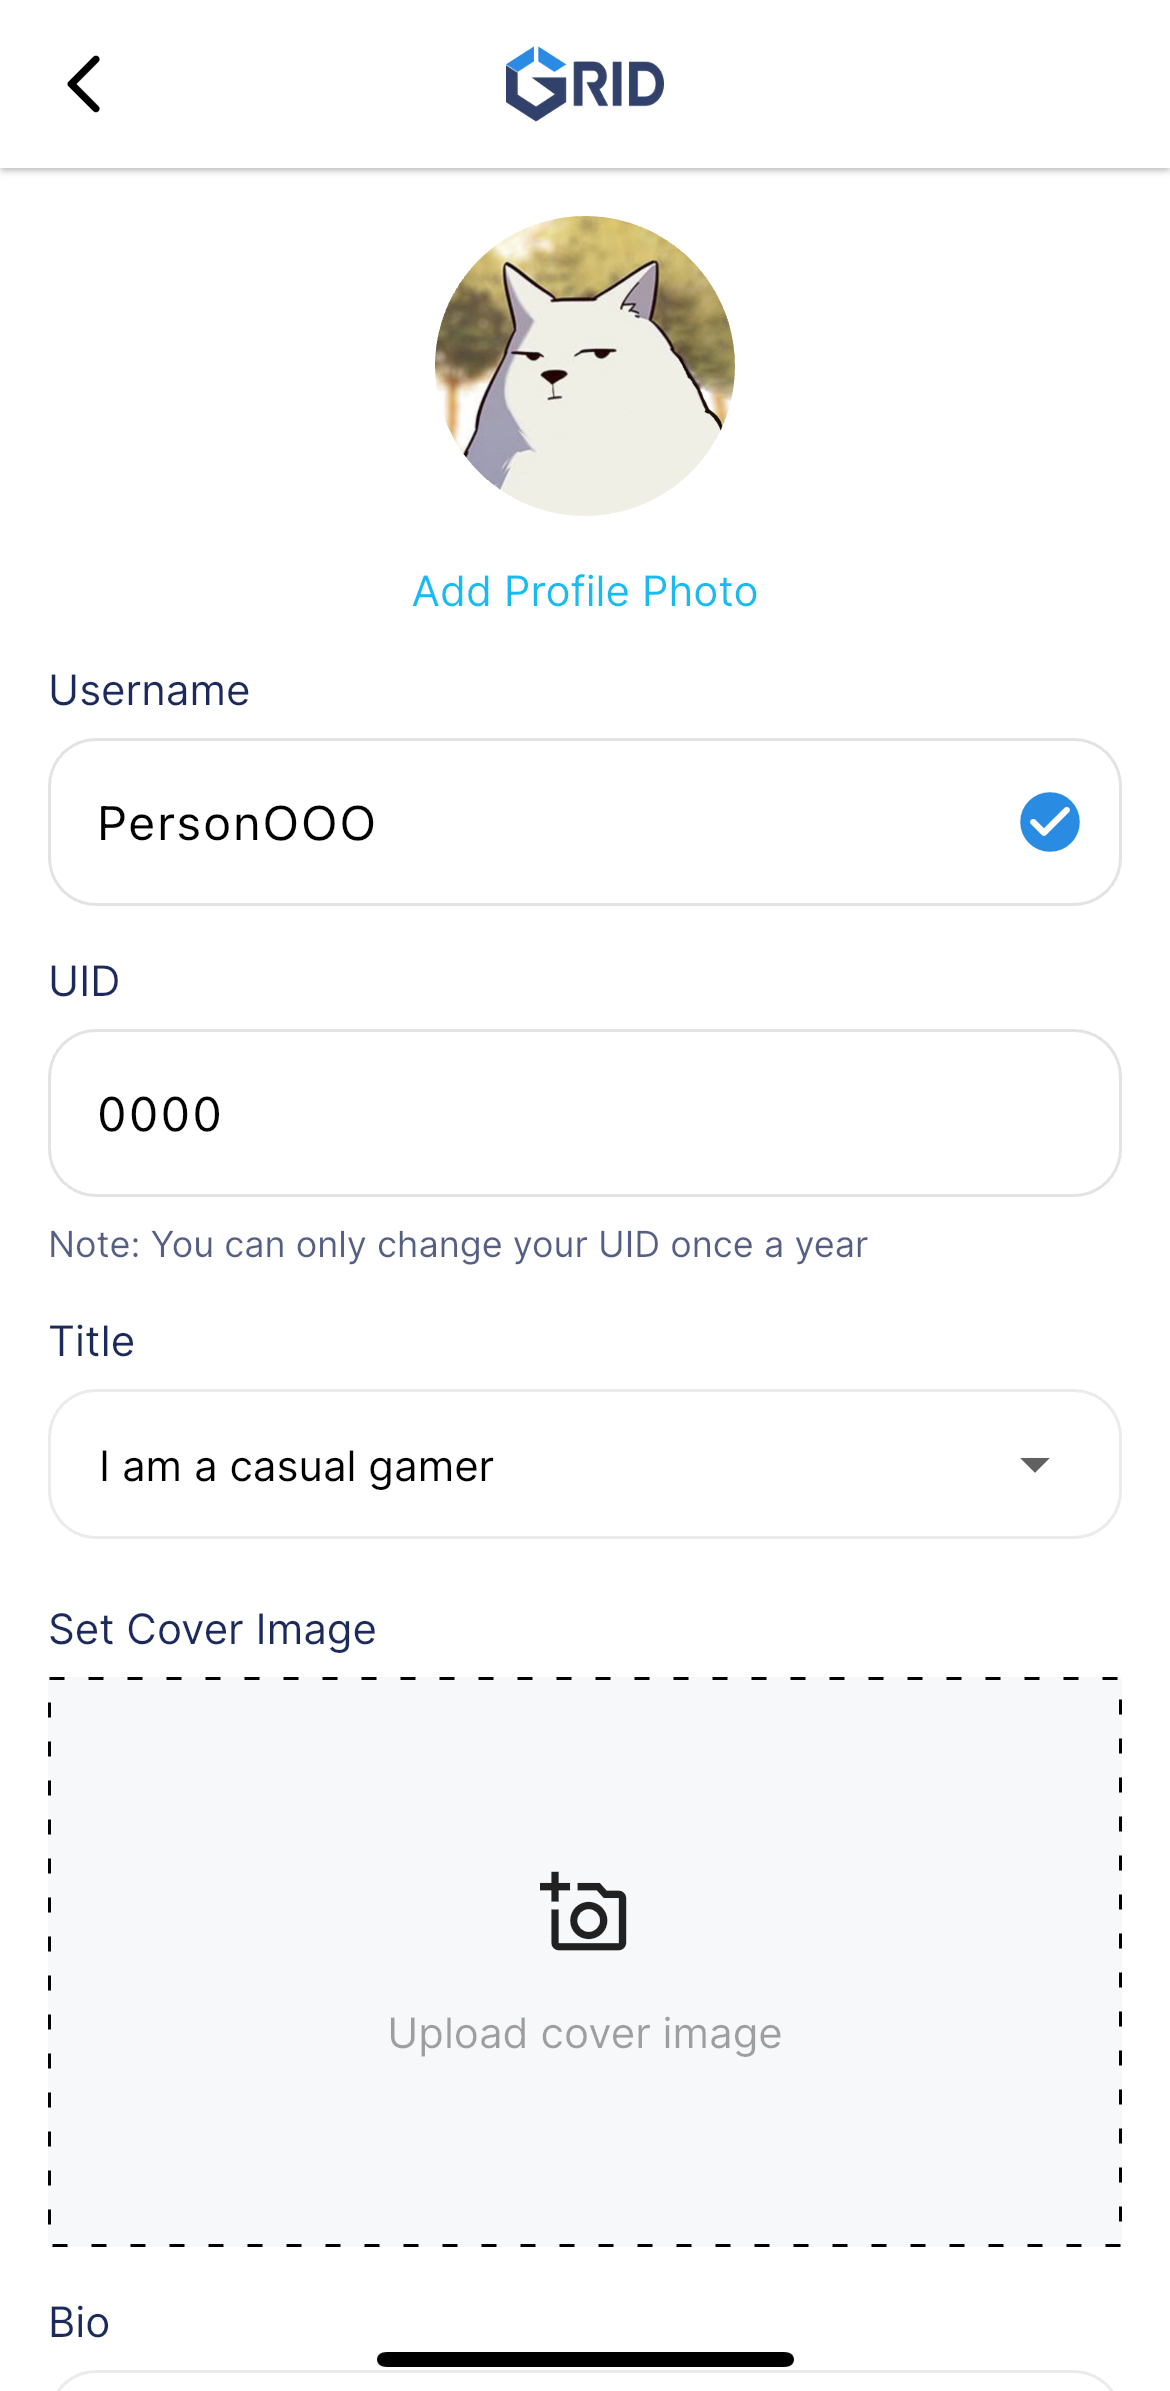 GRID
Add Profile Photo
Username
PersonOOO
UID
0000
Note: You can only change your UID once a year
Title
I am a casual gamer
Set Cover Image
Upload cover image
Bio